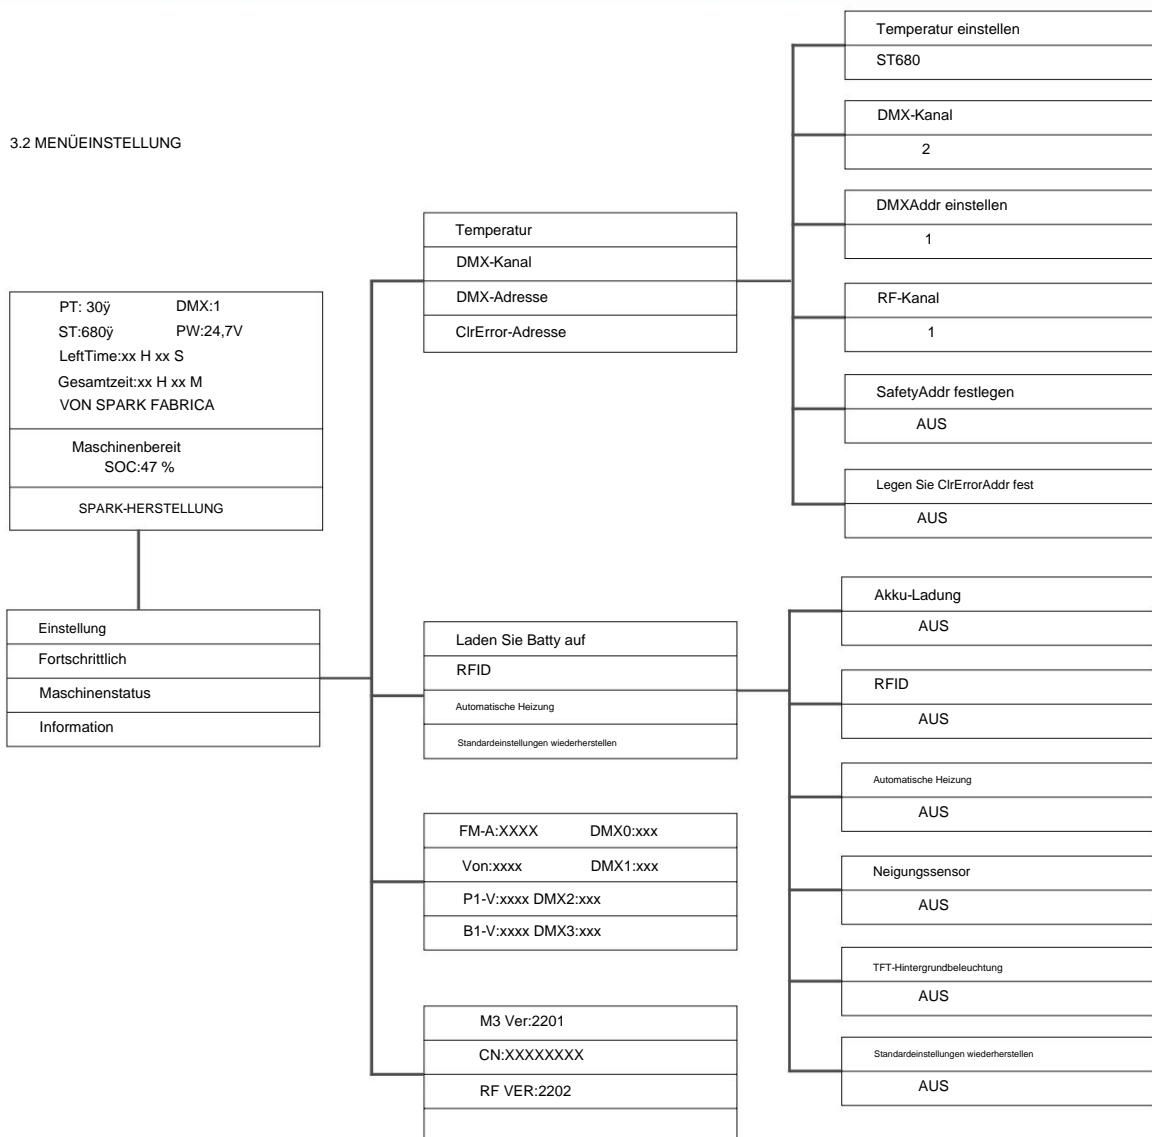 3.2 MENÜEINSTELLUNG
PT: 30ÿ DMX:1
ST:680ÿ PW:24,7V
LeftTime:xx H xx S
Gesamtzeit:xx H xx M
VON SPARK FABRICA
Maschinenbereit
SOC:47 %
SPARK-HERSTELLUNG
Einstellung
Fortschrittlich
Maschinenstatus
Information
Temperatur
DMX-Kanal
DMX-Adresse
ClrError-Adresse
Laden Sie Batty auf
RFID
Automatische Heizung
Standardeinstellungen wiederherstellen
FM-A:XXXX DMX0:xxx
Von:xxxx DMX1:xxx
P1-V:xxxx DMX2:xxx
B1-V:xxxx DMX3:xxx
M3 Ver:2201
CN:XXXXXXXX
RF VER:2202
Temperatur einstellen
ST680
DMX-Kanal
2
DMXAddr einstellen
1
RF-Kanal
1
SafetyAddr festlegen
AUS
Legen Sie ClrErrorAddr fest
AUS
Akku-Ladung
AUS
RFID
AUS
Automatische Heizung
AUS
Neigungssensor
AUS
TFT-Hintergrundbeleuchtung
AUS
Standardeinstellungen wiederherstellen
AUS